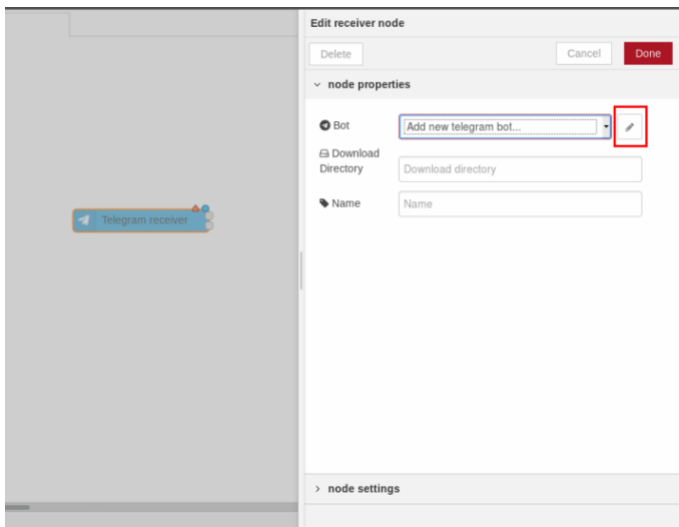 Edit receiver node
Delete
Cancel
Done
node properties
Bot
Add new telegram bot...
Download
Directory
Download directory
Name
Name
Telegram receiver
node settings